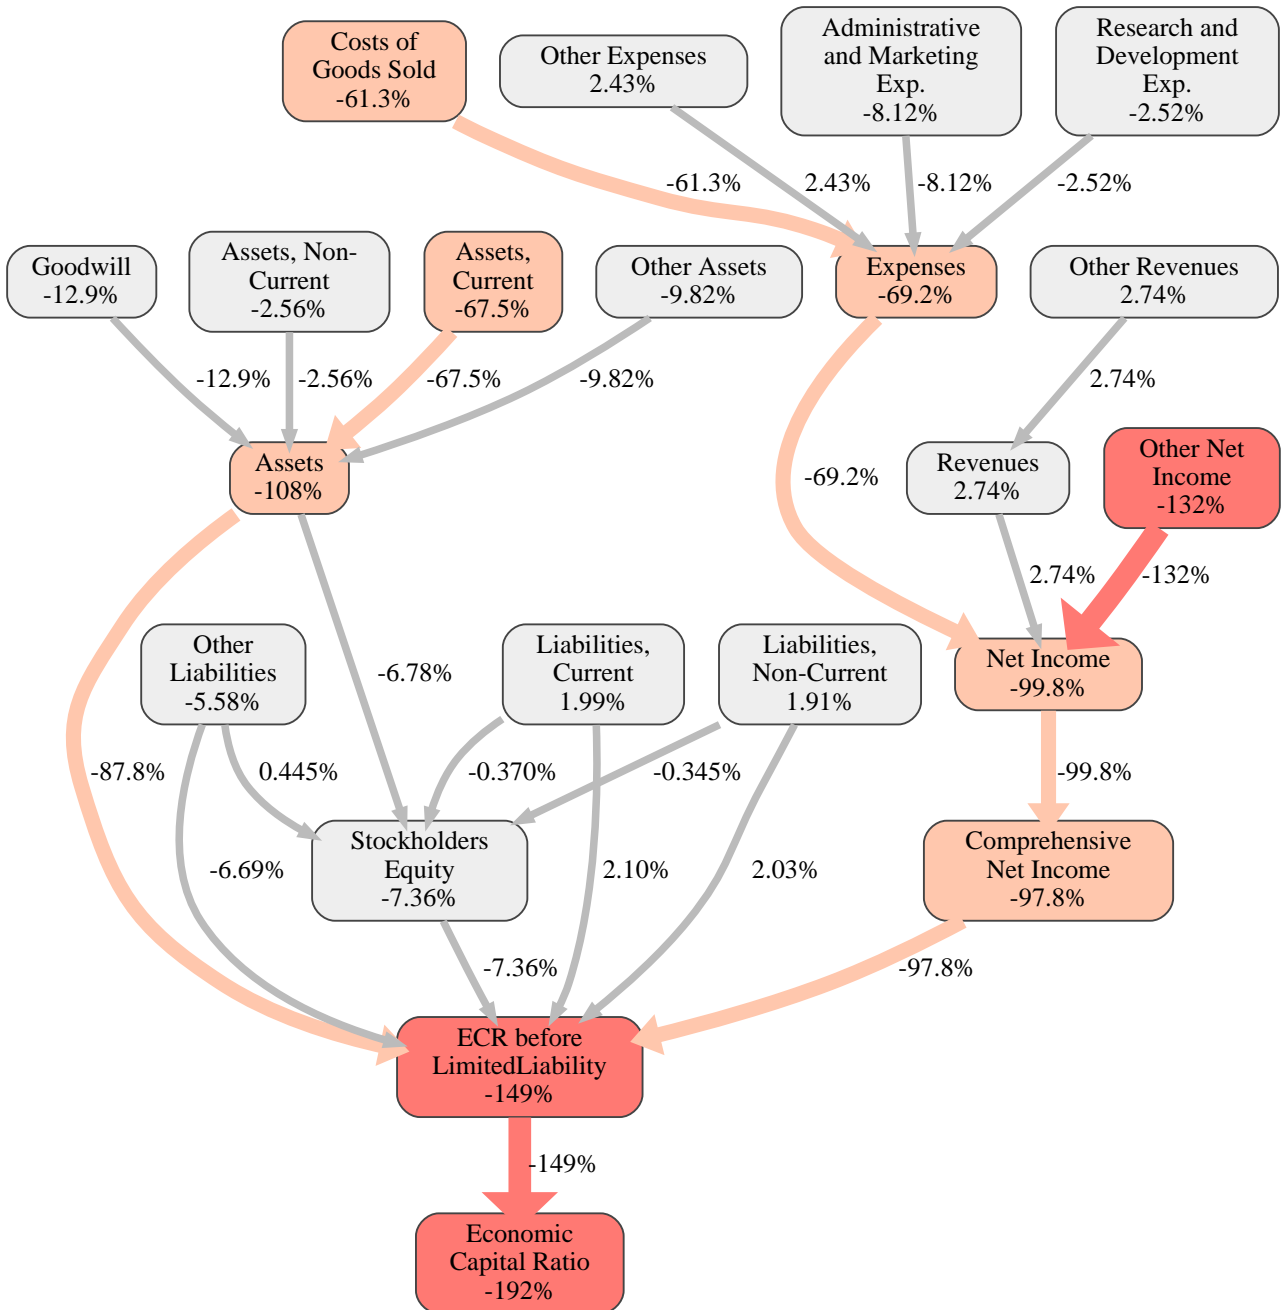 Costs of
Goods Sold
-61.3%
Other Expenses
2.43%
Administrative
and Marketing
Exp.
-8.12%
Research and
Development
Exp.
-2.52%
-61.3%
2.43%
-8.12%
-2.52%
Goodwill
-12.9%
Assets, Non-
Current
-2.56%
Assets,
Current
-67.5%
Other Assets
-9.82%
Expenses
-69.2%
Other Revenues
2.74%
-12.9%
-2.56%
-67.5%
-9.82%
2.74%
Assets
-108%
-69.2%
Revenues
2.74%
Other Net
Income
-132%
2.74%
-132%
Other
Liabilities
-5.58%
-6.78%
Liabilities,
Current
1.99%
Liabilities,
Non-Current
1.91%
Net Income
-99.8%
-87.8%
0.445%
-0.370%
-0.345%
-99.8%
Stockholders
Equity
-7.36%
Comprehensive
Net Income
-97.8%
-6.69%
2.10%
2.03%
-7.36%
-97.8%
ECR before
LimitedLiability
-149%
-149%
Economic
Capital Ratio
-192%